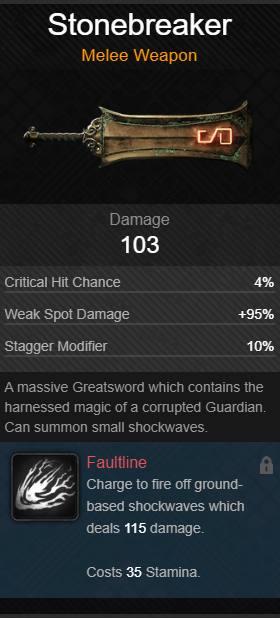 Stonebreaker
Melee Weapon
Damage
103
Critical Hit Chance 4%
Weak Spot Damage +95%
Stagger Modifier 10%
A massive Greatsword which contains the
harnessed magic of a corrupted Guardian.
Can summon small shockwaves.
Faultline
Charge to fire off ground-
based shockwaves which
deals 115 damage.
Costs 35 Stamina.